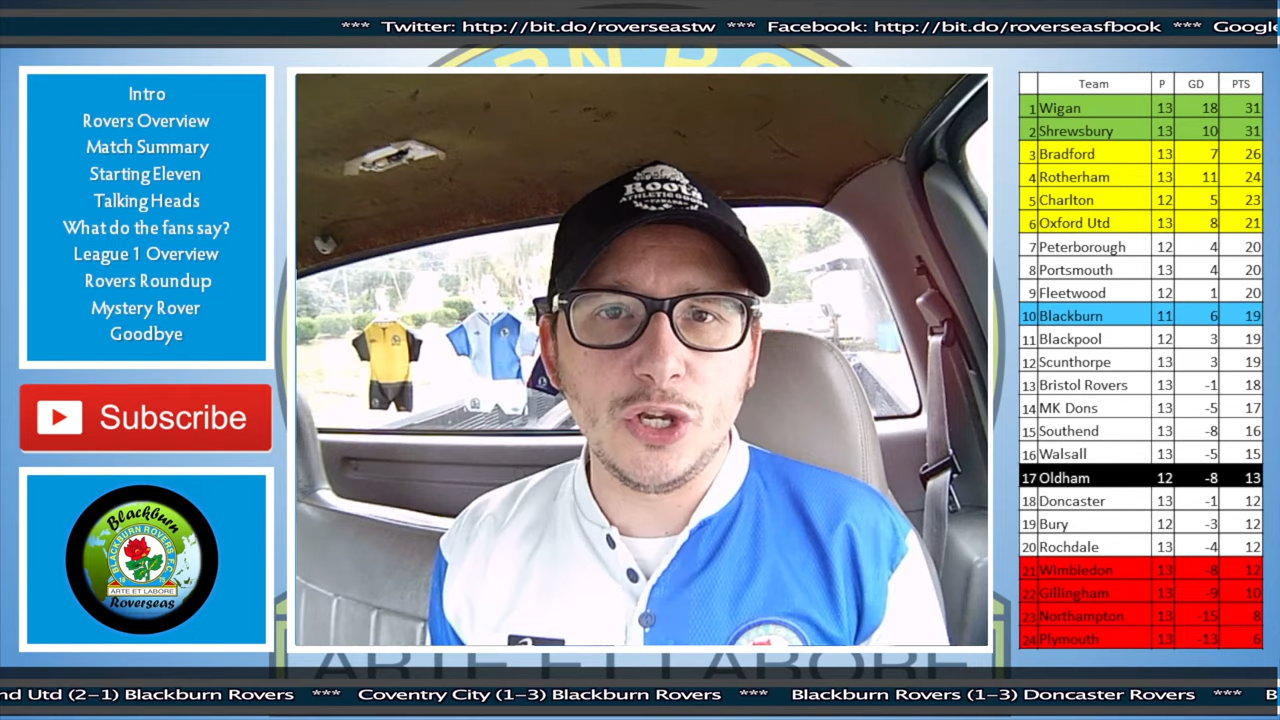 *** Twitter: http://bit.do/roverseastw *** Facebook: http://bit.do/roverseasfbook *** Google
Intro
Rovers Overview
Match Summary
Starting Eleven
Talking Heads
What do the fans say?
League 1 Overview
Rovers Roundup
Mystery Rover
Goodbye
Subscribe
Blackburn
BLACKBURN ROVERS F.C.
18 75
ARTE ET LABORE
Roverseas
Roots
ATHLETIC GOODS
CANADA
Team P GD PTS
1 Wigan 13 18 31
2 Shrewsbury 13 10 31
3 Bradford 13 7 26
4 Rotherham 13 11 24
5 Charlton 12 5 23
6 Oxford Utd 13 8 21
7 Peterborough 12 4 20
8 Portsmouth 13 4 20
9 Fleetwood 12 1 20
10 Blackburn 11 6 19
11 Blackpool 12 3 19
12 Scunthorpe 13 3 19
13 Bristol Rovers 13 -1 18
14 MK Dons 13 -5 17
15 Southend 13 -8 16
16 Walsall 13 -5 15
17 Oldham 12 -8 13
18 Doncaster 13 -1 12
19 Bury 12 -3 12
20 Rochdale 13 -4 12
21 Wimbledon 13 -8 12
22 Gillingham 13 -9 10
23 Northampton 13 -15 8
24 Plymouth 13 -13 6
ARTE ET LABORE
nd Utd (2-1) Blackburn Rovers *** Coventry City (1-3) Blackburn Rovers *** Blackburn Rovers (1-3) Doncaster Rovers *** B